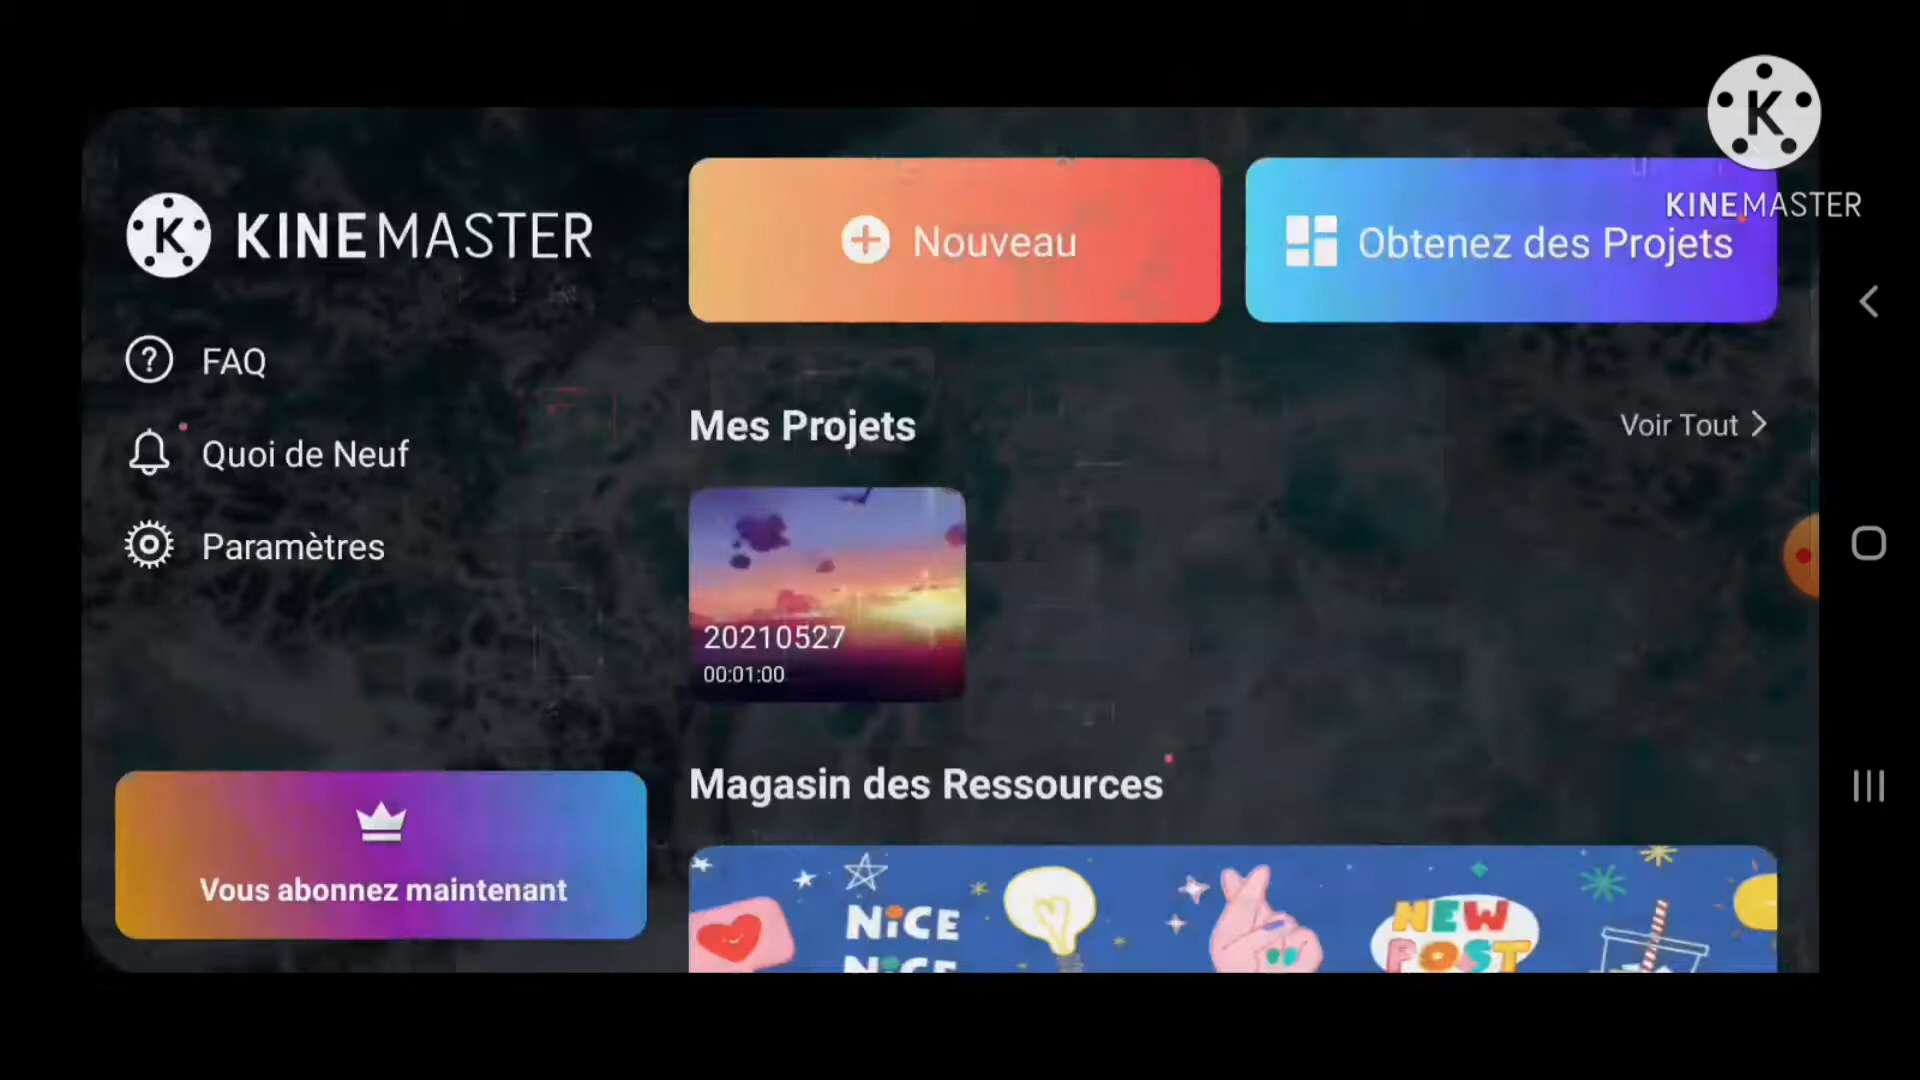 KINEMASTER
KINEMASTER
Nouveau
Obtenez des Projets
FAQ
Quoi de Neuf
Paramètres
Mes Projets
Voir Tout
20210527
00:01:00
Magasin des Ressources
Vous abonnez maintenant
NiCE
NiCE
NEW
POST